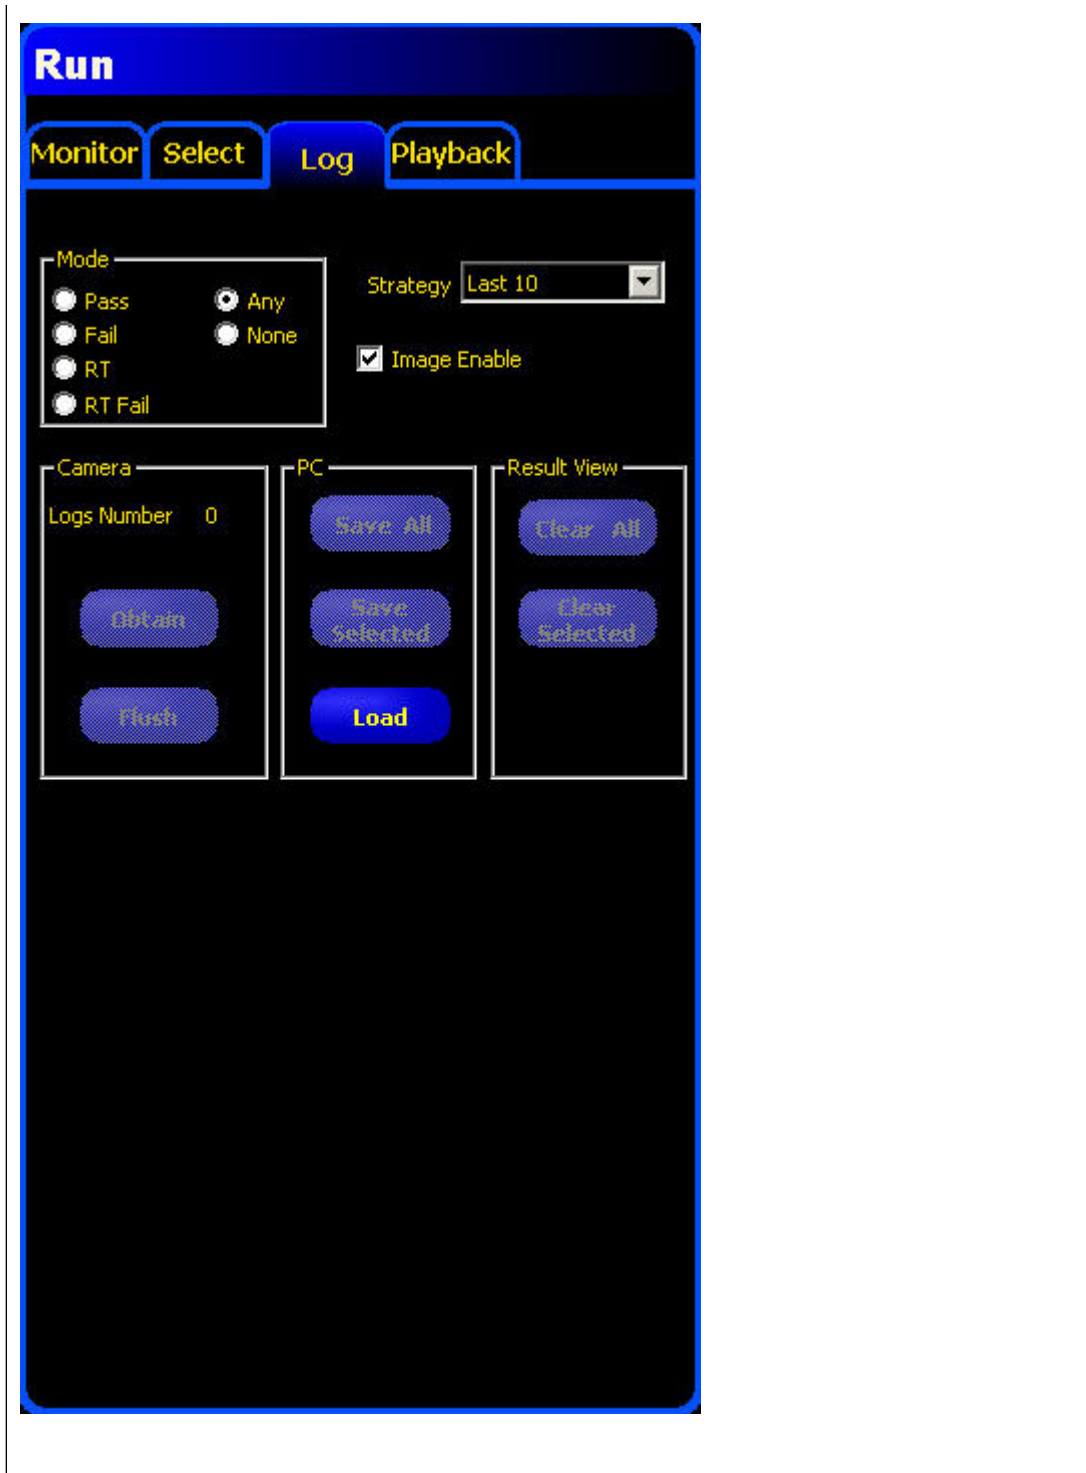 Run
Monitor Select Log Playback
Mode
Pass Any
Fail None
RT
RT Fail
Strategy Last 10
Image Enable
Camera
Logs Number 0
Obtain
Flush
PC
Save All
Save
Selected
Load
Result View
Clear All
Clear
Selected